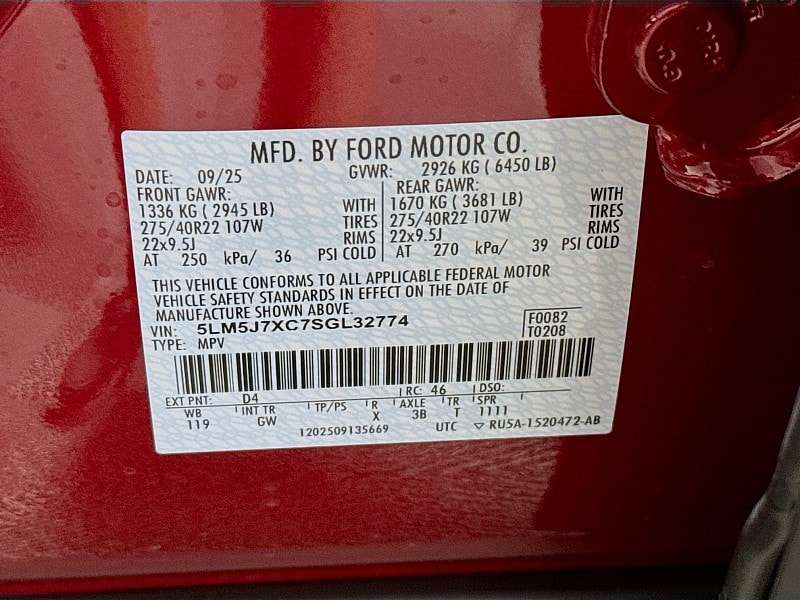 MFD. BY FORD MOTOR CO.
DATE: 09/25 GVWR: 2926 KG ( 6450 LB)
FRONT GAWR: REAR GAWR:
1336 KG ( 2945 LB) WITH 1670 KG ( 3681 LB) WITH
275/40R22 107W TIRES 275/40R22 107W TIRES
22x9.5J RIMS 22x9.5J RIMS
AT 250 kPa/ 36 PSI COLD AT 270 kPa/ 39 PSI COLD
THIS VEHICLE CONFORMS TO ALL APPLICABLE FEDERAL MOTOR
VEHICLE SAFETY STANDARDS IN EFFECT ON THE DATE OF
MANUFACTURE SHOWN ABOVE.
VIN: 5LM5J7XC7SGL32774 F0082
TYPE: MPV T0208
EXT PNT: D4 RC: 46 DSO:
WB INT TR TP/PS R AXLE TR SPR
119 GW X 3B T 1111
1202509135669 UTC ▽ RU5A-1520472-AB